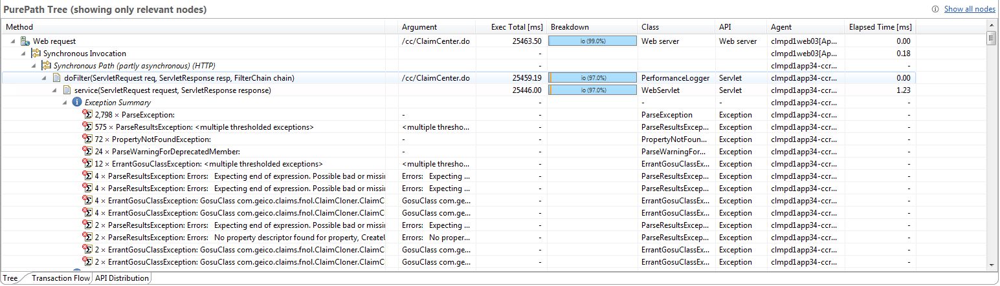 PurePath Tree (showing only relevant nodes) Show all nodes
Method Argument Exec Total [ms] Breakdown Class API Agent Elapsed Time [ms]
Web request /cc/ClaimCenter.do 25463.50 io (99.0%) Web server Web server clmpd1web03[Ap... 0.00
Synchronous Invocation - - - clmpd1web03[Ap... 0.18
Synchronous Path (partly asynchronous) (HTTP) - clmpd1app34-ccr... -
doFilter(ServletRequest req, ServletResponse resp, FilterChain chain) /cc/ClaimCenter.do 25459.19 io (97.0%) PerformanceLogger Servlet clmpd1app34-ccr... 0.00
service(ServletRequest request, ServletResponse response) 25446.00 io (97.0%) WebServlet Servlet clmpd1app34-ccr... 1.23
Exception Summary - - - - clmpd1app34-ccr... -
2,798 × ParseException: - - ParseException Exception clmpd1app34-ccr... -
575 × ParseResultsException: <multiple thresholded exceptions> <multiple thresho... - ParseResultsExcep... Exception clmpd1app34-ccr... -
72 × PropertyNotFoundException: - - PropertyNotFoun... Exception clmpd1app34-ccr... -
24 × ParseWarningForDeprecatedMember: - - ParseWarningFor... Exception clmpd1app34-ccr... -
12 × ErrantGosuClassException: <multiple thresholded exceptions> <multiple thresho... - ErrantGosuClassEx... Exception clmpd1app34-ccr... -
4 × ParseResultsException: Errors: Expecting end of expression. Possible bad or missin Errors: Expecting ... - ParseResultsExcep... Exception clmpd1app34-ccr... -
4 × ParseResultsException: Errors: Expecting end of expression. Possible bad or missin Errors: Expecting ... - ParseResultsExcep... Exception clmpd1app34-ccr... -
4 × ErrantGosuClassException: GosuClass com.geico.claims.fnol.ClaimCloner.ClaimCl GosuClass com.ge... - ErrantGosuClassEx... Exception clmpd1app34-ccr... -
4 × ErrantGosuClassException: GosuClass com.geico.claims.fnol.ClaimCloner.ClaimCl GosuClass com.ge... - ErrantGosuClassEx... Exception clmpd1app34-ccr... -
2 × ParseResultsException: Errors: Expecting end of expression. Possible bad or missin Errors: Expecting ... - ParseResultsExcep... Exception clmpd1app34-ccr... -
2 × ParseResultsException: Errors: No property descriptor found for property, CreateU Errors: No proper... - ParseResultsExcep... Exception clmpd1app34-ccr... -
2 × ErrantGosuClassException: GosuClass com.geico.claims.fnol.ClaimCloner.ClaimCl GosuClass com.ge... - ErrantGosuClassEx... Exception clmpd1app34-ccr... -
2 × ErrantGosuClassException: GosuClass com.geico.claims.fnol.ClaimCloner.ClaimCl GosuClass com.ge... - ErrantGosuClassEx... Exception clmpd1app34-ccr... -
Tree Transaction Flow API Distribution